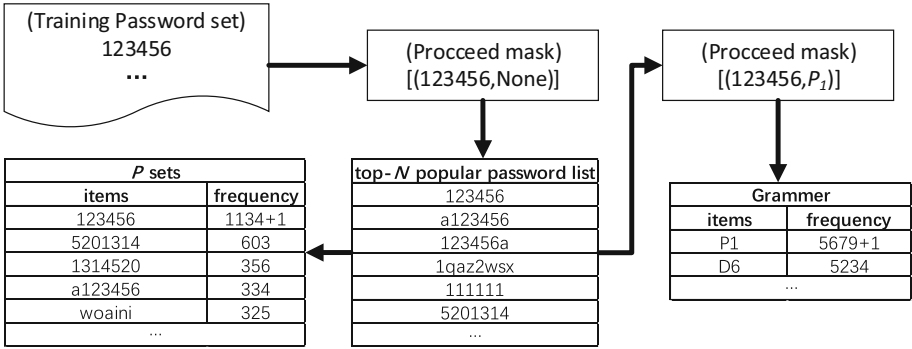 (Training Password set)
123456
...
(Procceed mask)
[(123456,None)]
(Procceed mask)
[(123456,P1)]
P sets
items frequency
123456 1134+1
5201314 603
1314520 356
a123456 334
woaini 325
...
top-N popular password list
123456
a123456
123456a
1qaz2wsx
111111
5201314
...
Grammer
items frequency
P1 5679+1
D6 5234
...